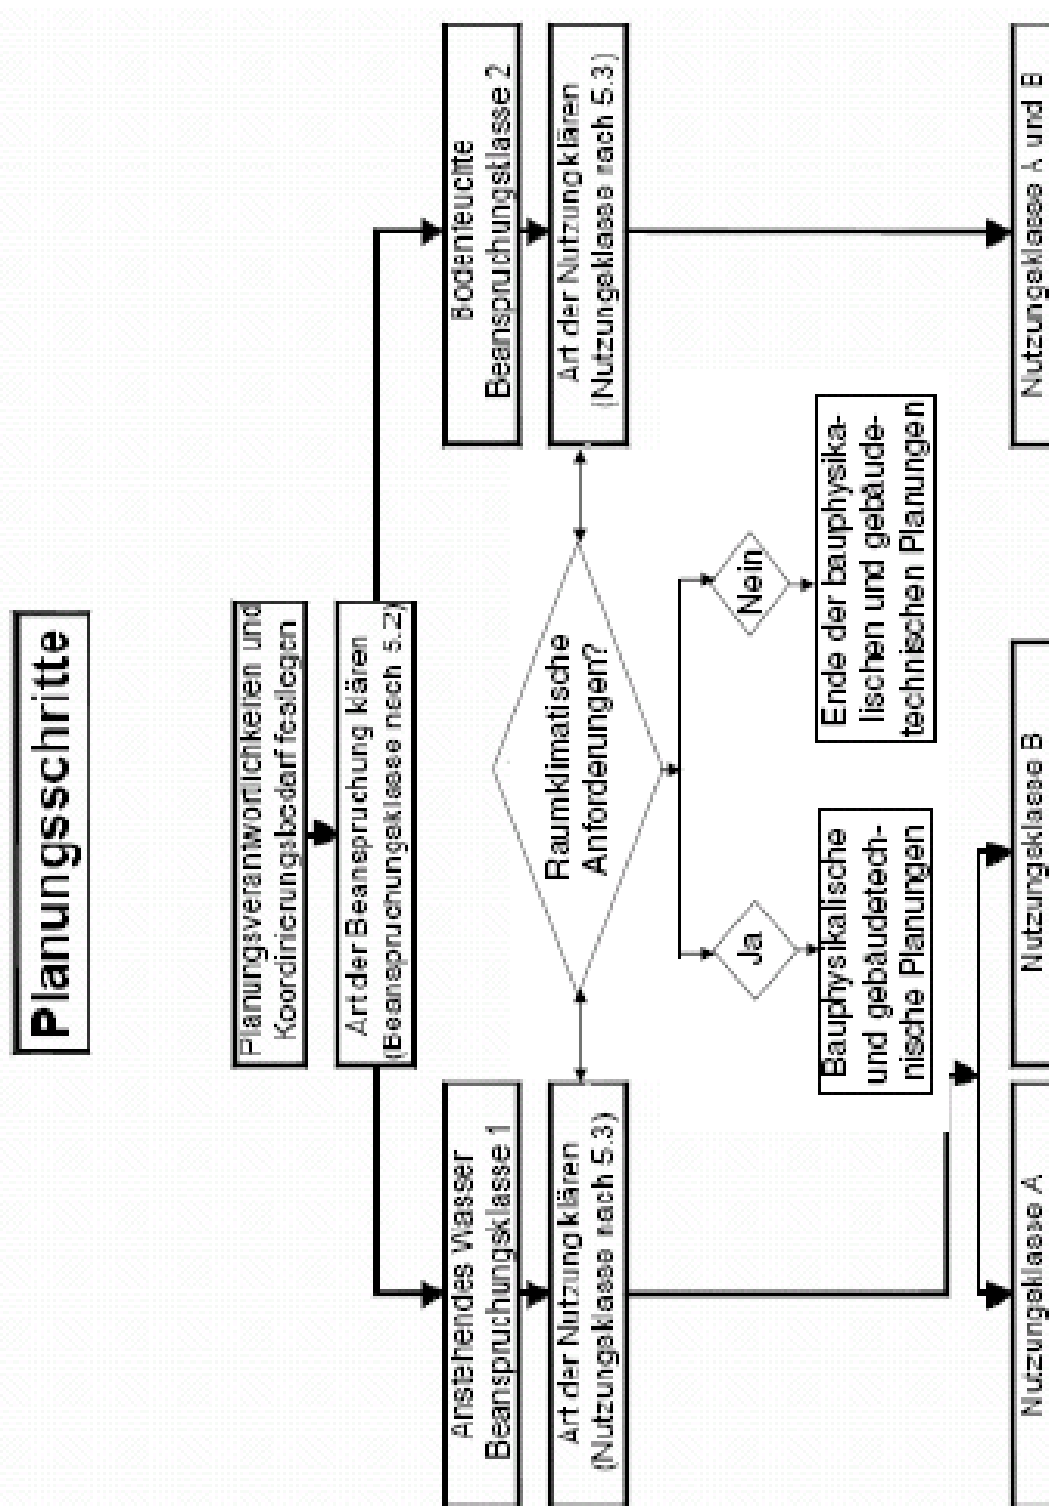 Planungsschritte
Planungsveranwortlichkeiten und
Koordinierungsbedarf festlegen
Art der Beanspruchung klären
(Beanspruchungsklasse nach 5.2)
Anstehendes Wasser
Beanspruchungsklasse 1
Bodenfeuchte
Beanspruchungsklasse 2
Art der Nutzung klären
(Nutzungsklasse nach 5.3)
Raumklimatische
Anforderungen?
Art der Nutzung klären
(Nutzungsklasse nach 5.3)
Ja
Nein
Bauphysikalische
und gebäudetech-
nische Planungen
Ende der bauphysika-
lischen und gebäude-
technischen Planungen
Nutzungsklasse A
Nutzungsklasse B
Nutzungsklasse A und B